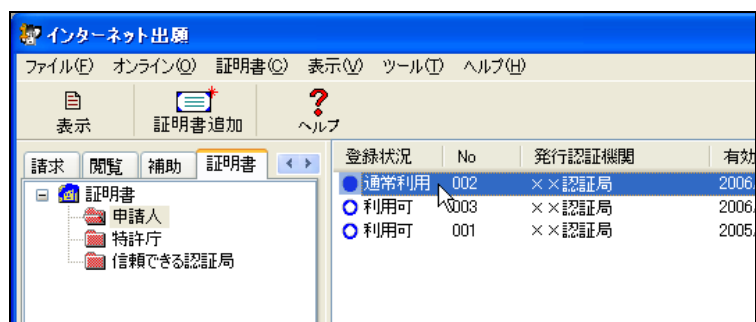 インターネット出願
ファイル(F) オンライン(O) 証明書(C) 表示(V) ツール(T) ヘルプ(H)
表示 証明書追加 ヘルプ
請求 閲覧 補助 証明書
証明書
申請人
特許庁
信頼できる認証局
登録状況 No 発行認証機関 有効
通常利用 002 ××認証局 2006.
利用可 003 ××認証局 2006.
利用可 001 ××認証局 2005.